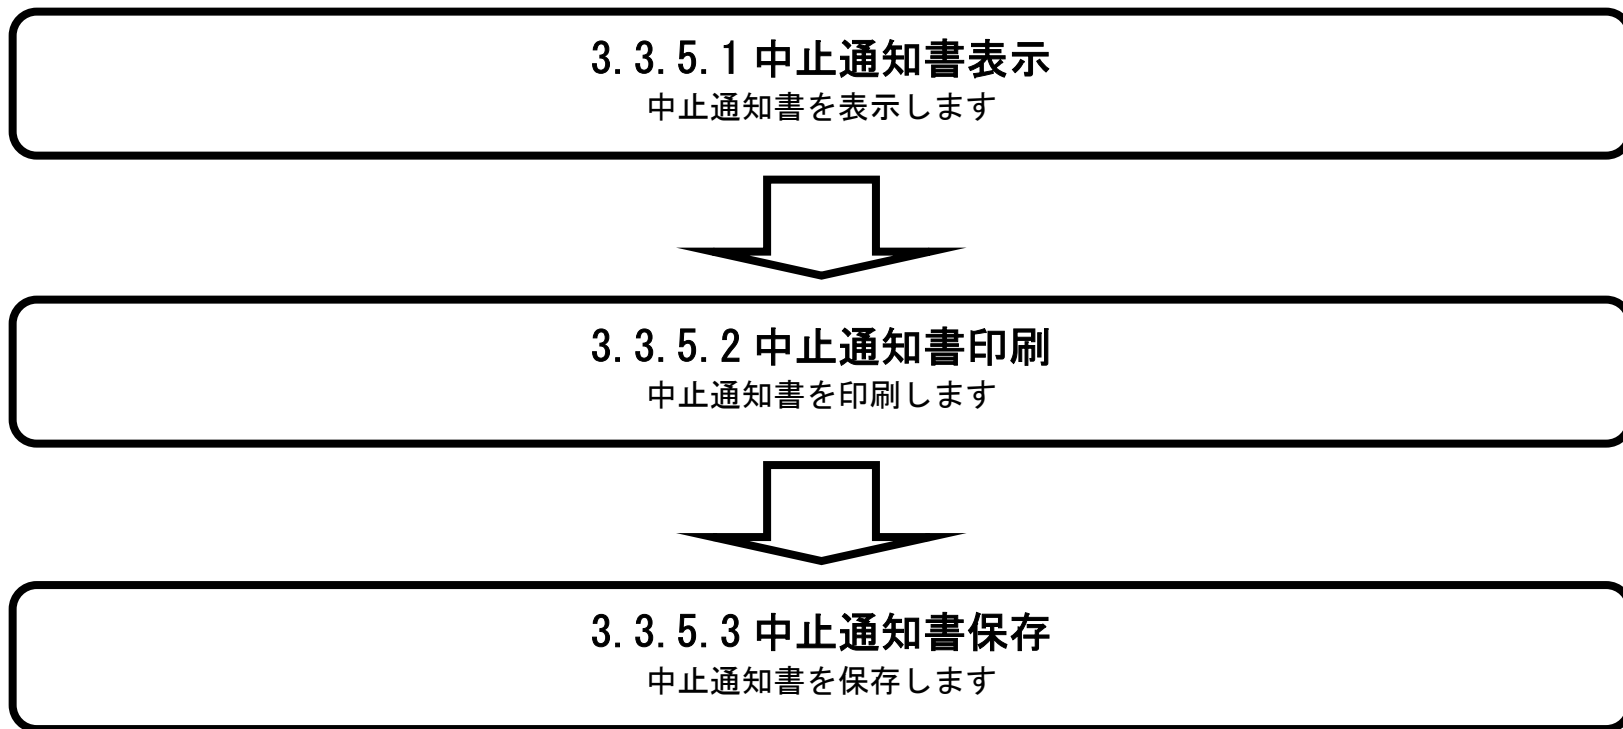 3.3.5.1 中止通知書表示
中止通知書を表示します
3.3.5.2 中止通知書印刷
中止通知書を印刷します
3.3.5.3 中止通知書保存
中止通知書を保存します